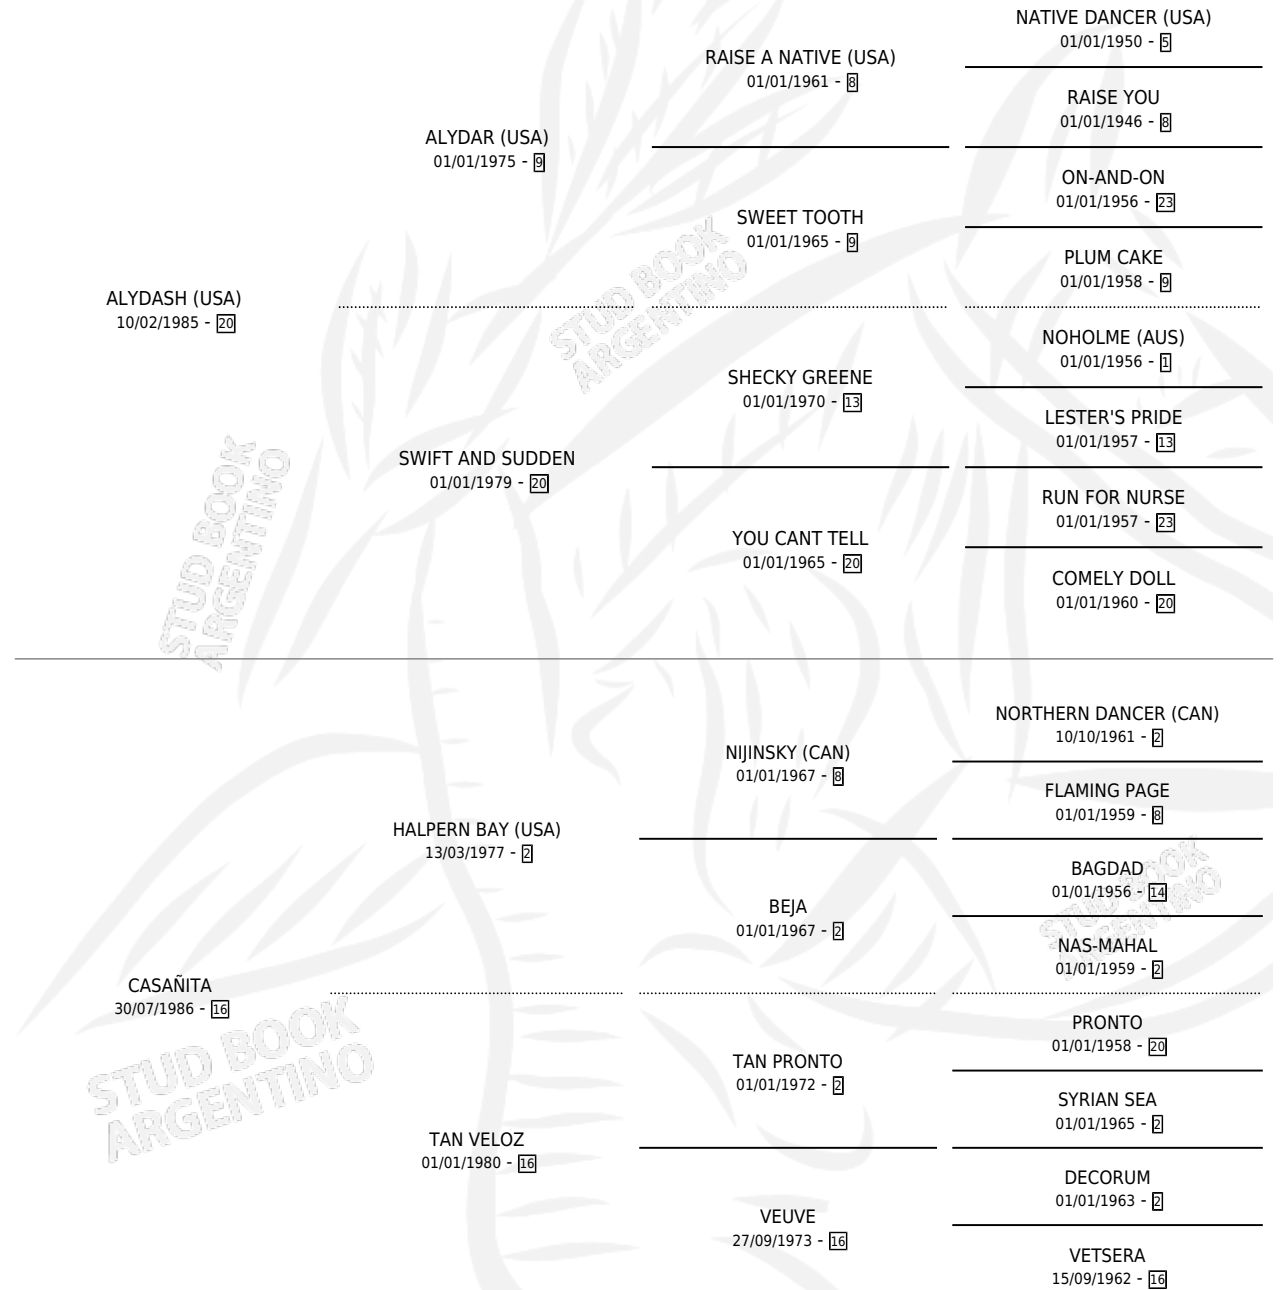 NATIVE DANCER (USA)
01/01/1950 - 5
RAISE A NATIVE (USA)
01/01/1961 - 8
RAISE YOU
01/01/1946 - 8
ALYDAR (USA)
01/01/1975 - 9
ON-AND-ON
01/01/1956 - 23
SWEET TOOTH
01/01/1965 - 9
PLUM CAKE
01/01/1958 - 9
ALYDASH (USA)
10/02/1985 - 20
NOHOLME (AUS)
01/01/1956 - 1
SHECKY GREENE
01/01/1970 - 13
LESTER'S PRIDE
01/01/1957 - 13
SWIFT AND SUDDEN
01/01/1979 - 20
RUN FOR NURSE
01/01/1957 - 23
YOU CANT TELL
01/01/1965 - 20
COMELY DOLL
01/01/1960 - 20
STUD BOOK
ARGENTINO
STUD BOOK
ARGENTINO
NORTHERN DANCER (CAN)
10/10/1961 - 2
NIJINSKY (CAN)
01/01/1967 - 8
FLAMING PAGE
01/01/1959 - 8
HALPERN BAY (USA)
13/03/1977 - 2
BAGDAD
01/01/1956 - 14
BEJA
01/01/1967 - 2
NAS-MAHAL
01/01/1959 - 2
STUD BOOK
ARGENTINO
CASAÑITA
30/07/1986 - 16
PRONTO
01/01/1958 - 20
TAN PRONTO
01/01/1972 - 2
SYRIAN SEA
01/01/1965 - 2
STUD BOOK
ARGENTINO
TAN VELOZ
01/01/1980 - 16
DECORUM
01/01/1963 - 2
VEUVE
27/09/1973 - 16
VETSERA
15/09/1962 - 16